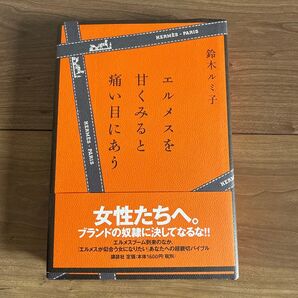 HERMÈS - PARIS
鈴木ルミ子
エルメスを
甘くみると
痛い目にあう
HERMÈS - PARIS
女性たちへ。
ブランドの奴隷に決してなるな!!
エルメスブーム到来のなか、
「エルメスが似合う女になりたい」あなたへの超親切バイブル
講談社 定価:本体1600円(税別)